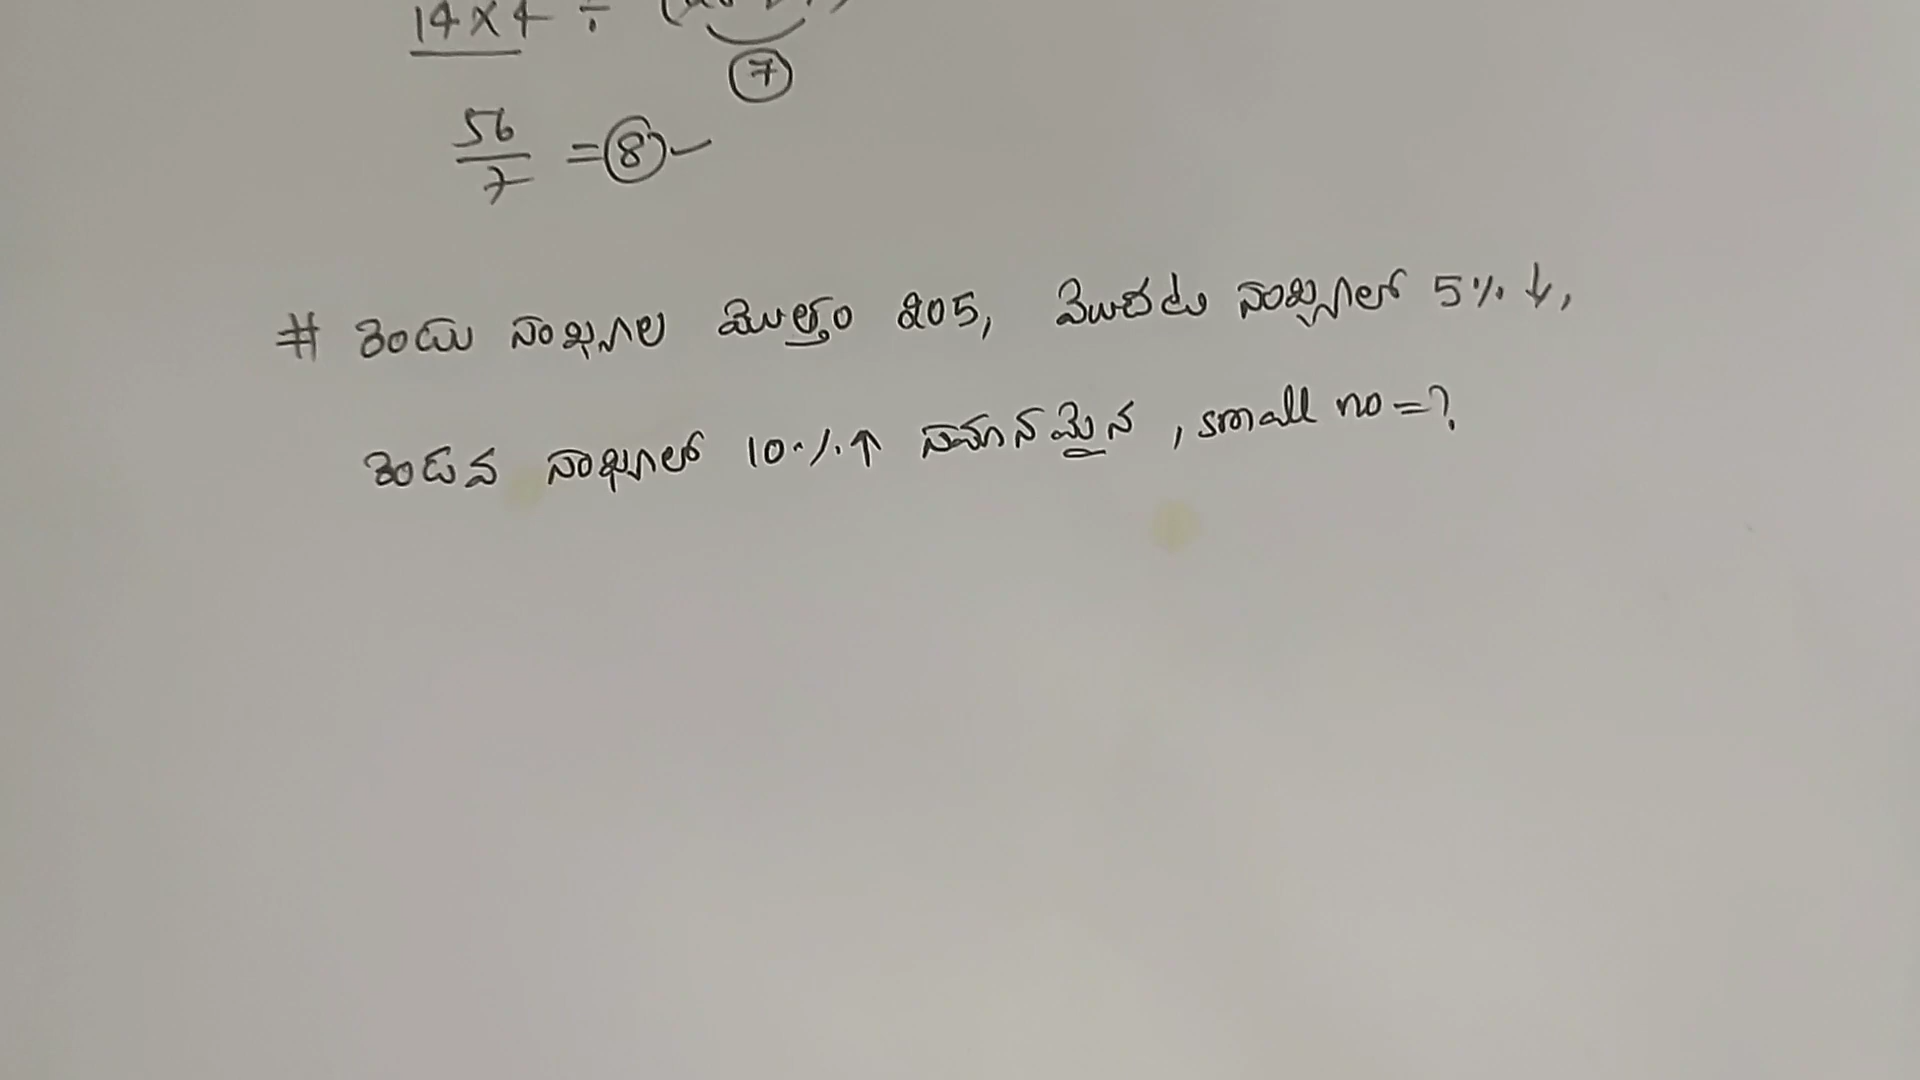 14 × 4 ÷
7
56/7 = 8
# రెండు సంఖ్యల మొత్తం 205, మొదటి సంఖ్యలో 5% ↓,
రెండవ సంఖ్యలో 10% ↑ సమానమైన, small no = ?